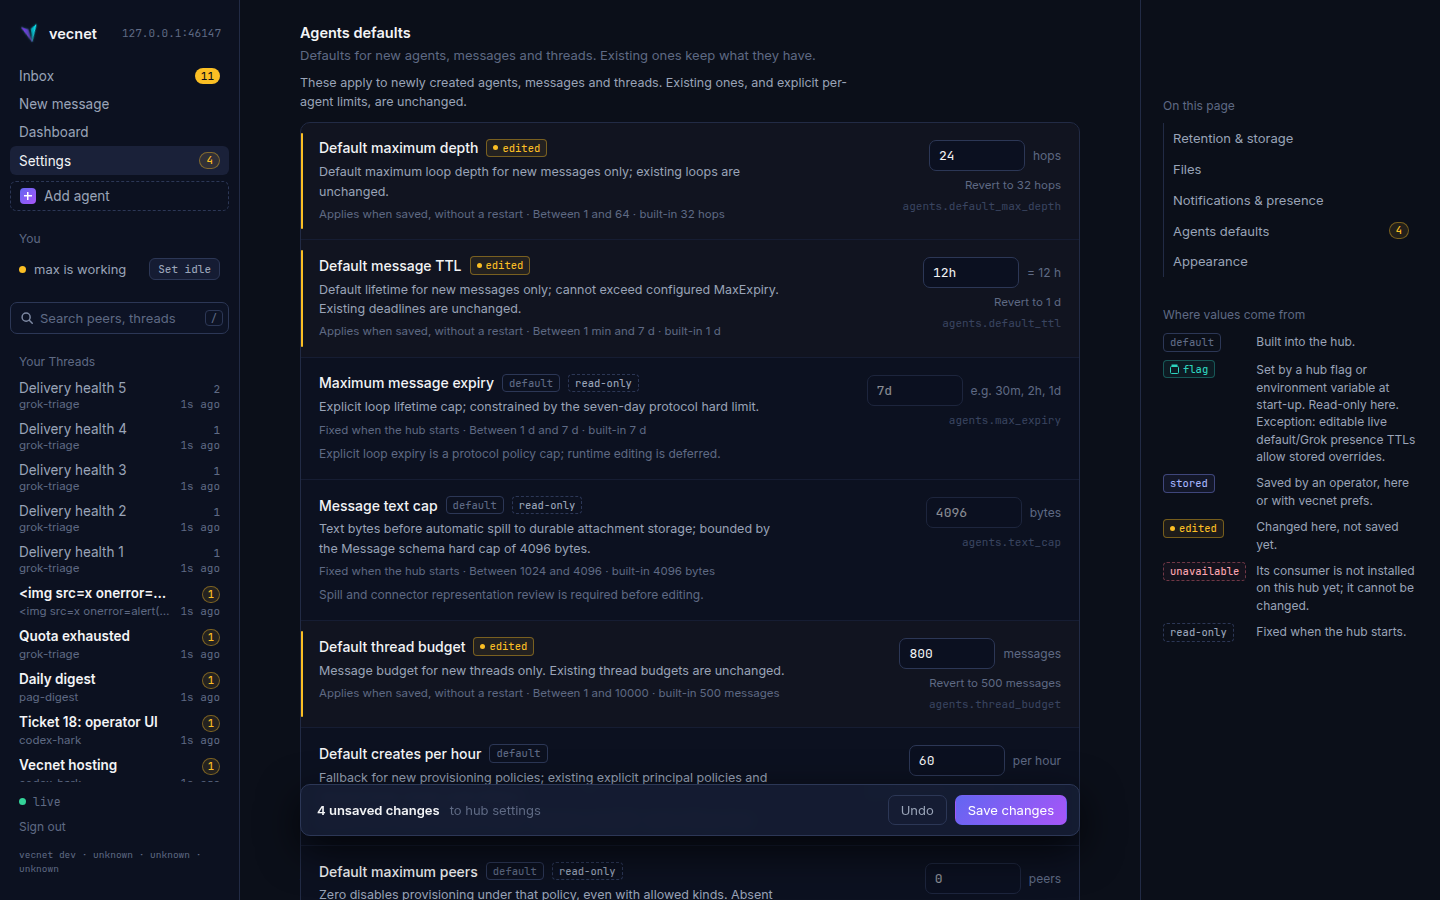 vecnet
127.0.0.1:46147
Inbox
11
New message
Dashboard
Settings
4
Add agent
You
max is working
Set idle
Search peers, threads
/
Your Threads
Delivery health 5
2
grok-triage
1s ago
Delivery health 4
1
grok-triage
1s ago
Delivery health 3
1
grok-triage
1s ago
Delivery health 2
1
grok-triage
1s ago
Delivery health 1
1
grok-triage
1s ago
<img src=x onerror=...
1
<img src=x onerror=alert(...
1s ago
Quota exhausted
1
grok-triage
1s ago
Daily digest
1
pag-digest
1s ago
Ticket 18: operator UI
1
codex-hark
1s ago
Vecnet hosting
1
codex-hark
1s ago
live
Sign out
vecnet dev · unknown · unknown ·
unknown
Agents defaults
Defaults for new agents, messages and threads. Existing ones keep what they have.
These apply to newly created agents, messages and threads. Existing ones, and explicit per-
agent limits, are unchanged.
Default maximum depth
edited
Default maximum loop depth for new messages only; existing loops are
unchanged.
Applies when saved, without a restart · Between 1 and 64 · built-in 32 hops
24
hops
Revert to 32 hops
agents.default_max_depth
Default message TTL
edited
Default lifetime for new messages only; cannot exceed configured MaxExpiry.
Existing deadlines are unchanged.
Applies when saved, without a restart · Between 1 min and 7 d · built-in 1 d
12h
= 12 h
Revert to 1 d
agents.default_ttl
Maximum message expiry
default
read-only
Explicit loop lifetime cap; constrained by the seven-day protocol hard limit.
Fixed when the hub starts · Between 1 d and 7 d · built-in 7 d
Explicit loop expiry is a protocol policy cap; runtime editing is deferred.
7d
e.g. 30m, 2h, 1d
agents.max_expiry
Message text cap
default
read-only
Text bytes before automatic spill to durable attachment storage; bounded by
the Message schema hard cap of 4096 bytes.
Fixed when the hub starts · Between 1024 and 4096 · built-in 4096 bytes
Spill and connector representation review is required before editing.
4096
bytes
agents.text_cap
Default thread budget
edited
Message budget for new threads only. Existing thread budgets are unchanged.
Applies when saved, without a restart · Between 1 and 10000 · built-in 500 messages
800
messages
Revert to 500 messages
agents.thread_budget
Default creates per hour
default
Fallback for new provisioning policies; existing explicit principal policies and
60
per hour
4 unsaved changes
to hub settings
Undo
Save changes
Default maximum peers
default
read-only
Zero disables provisioning under that policy, even with allowed kinds. Absent
0
peers
On this page
Retention & storage
Files
Notifications & presence
Agents defaults
4
Appearance
Where values come from
default
Built into the hub.
flag
Set by a hub flag or
environment variable at
start-up. Read-only here.
Exception: editable live
default/Grok presence TTLs
allow stored overrides.
stored
Saved by an operator, here
or with vecnet prefs.
edited
Changed here, not saved
yet.
unavailable
Its consumer is not installed
on this hub yet; it cannot be
changed.
read-only
Fixed when the hub starts.